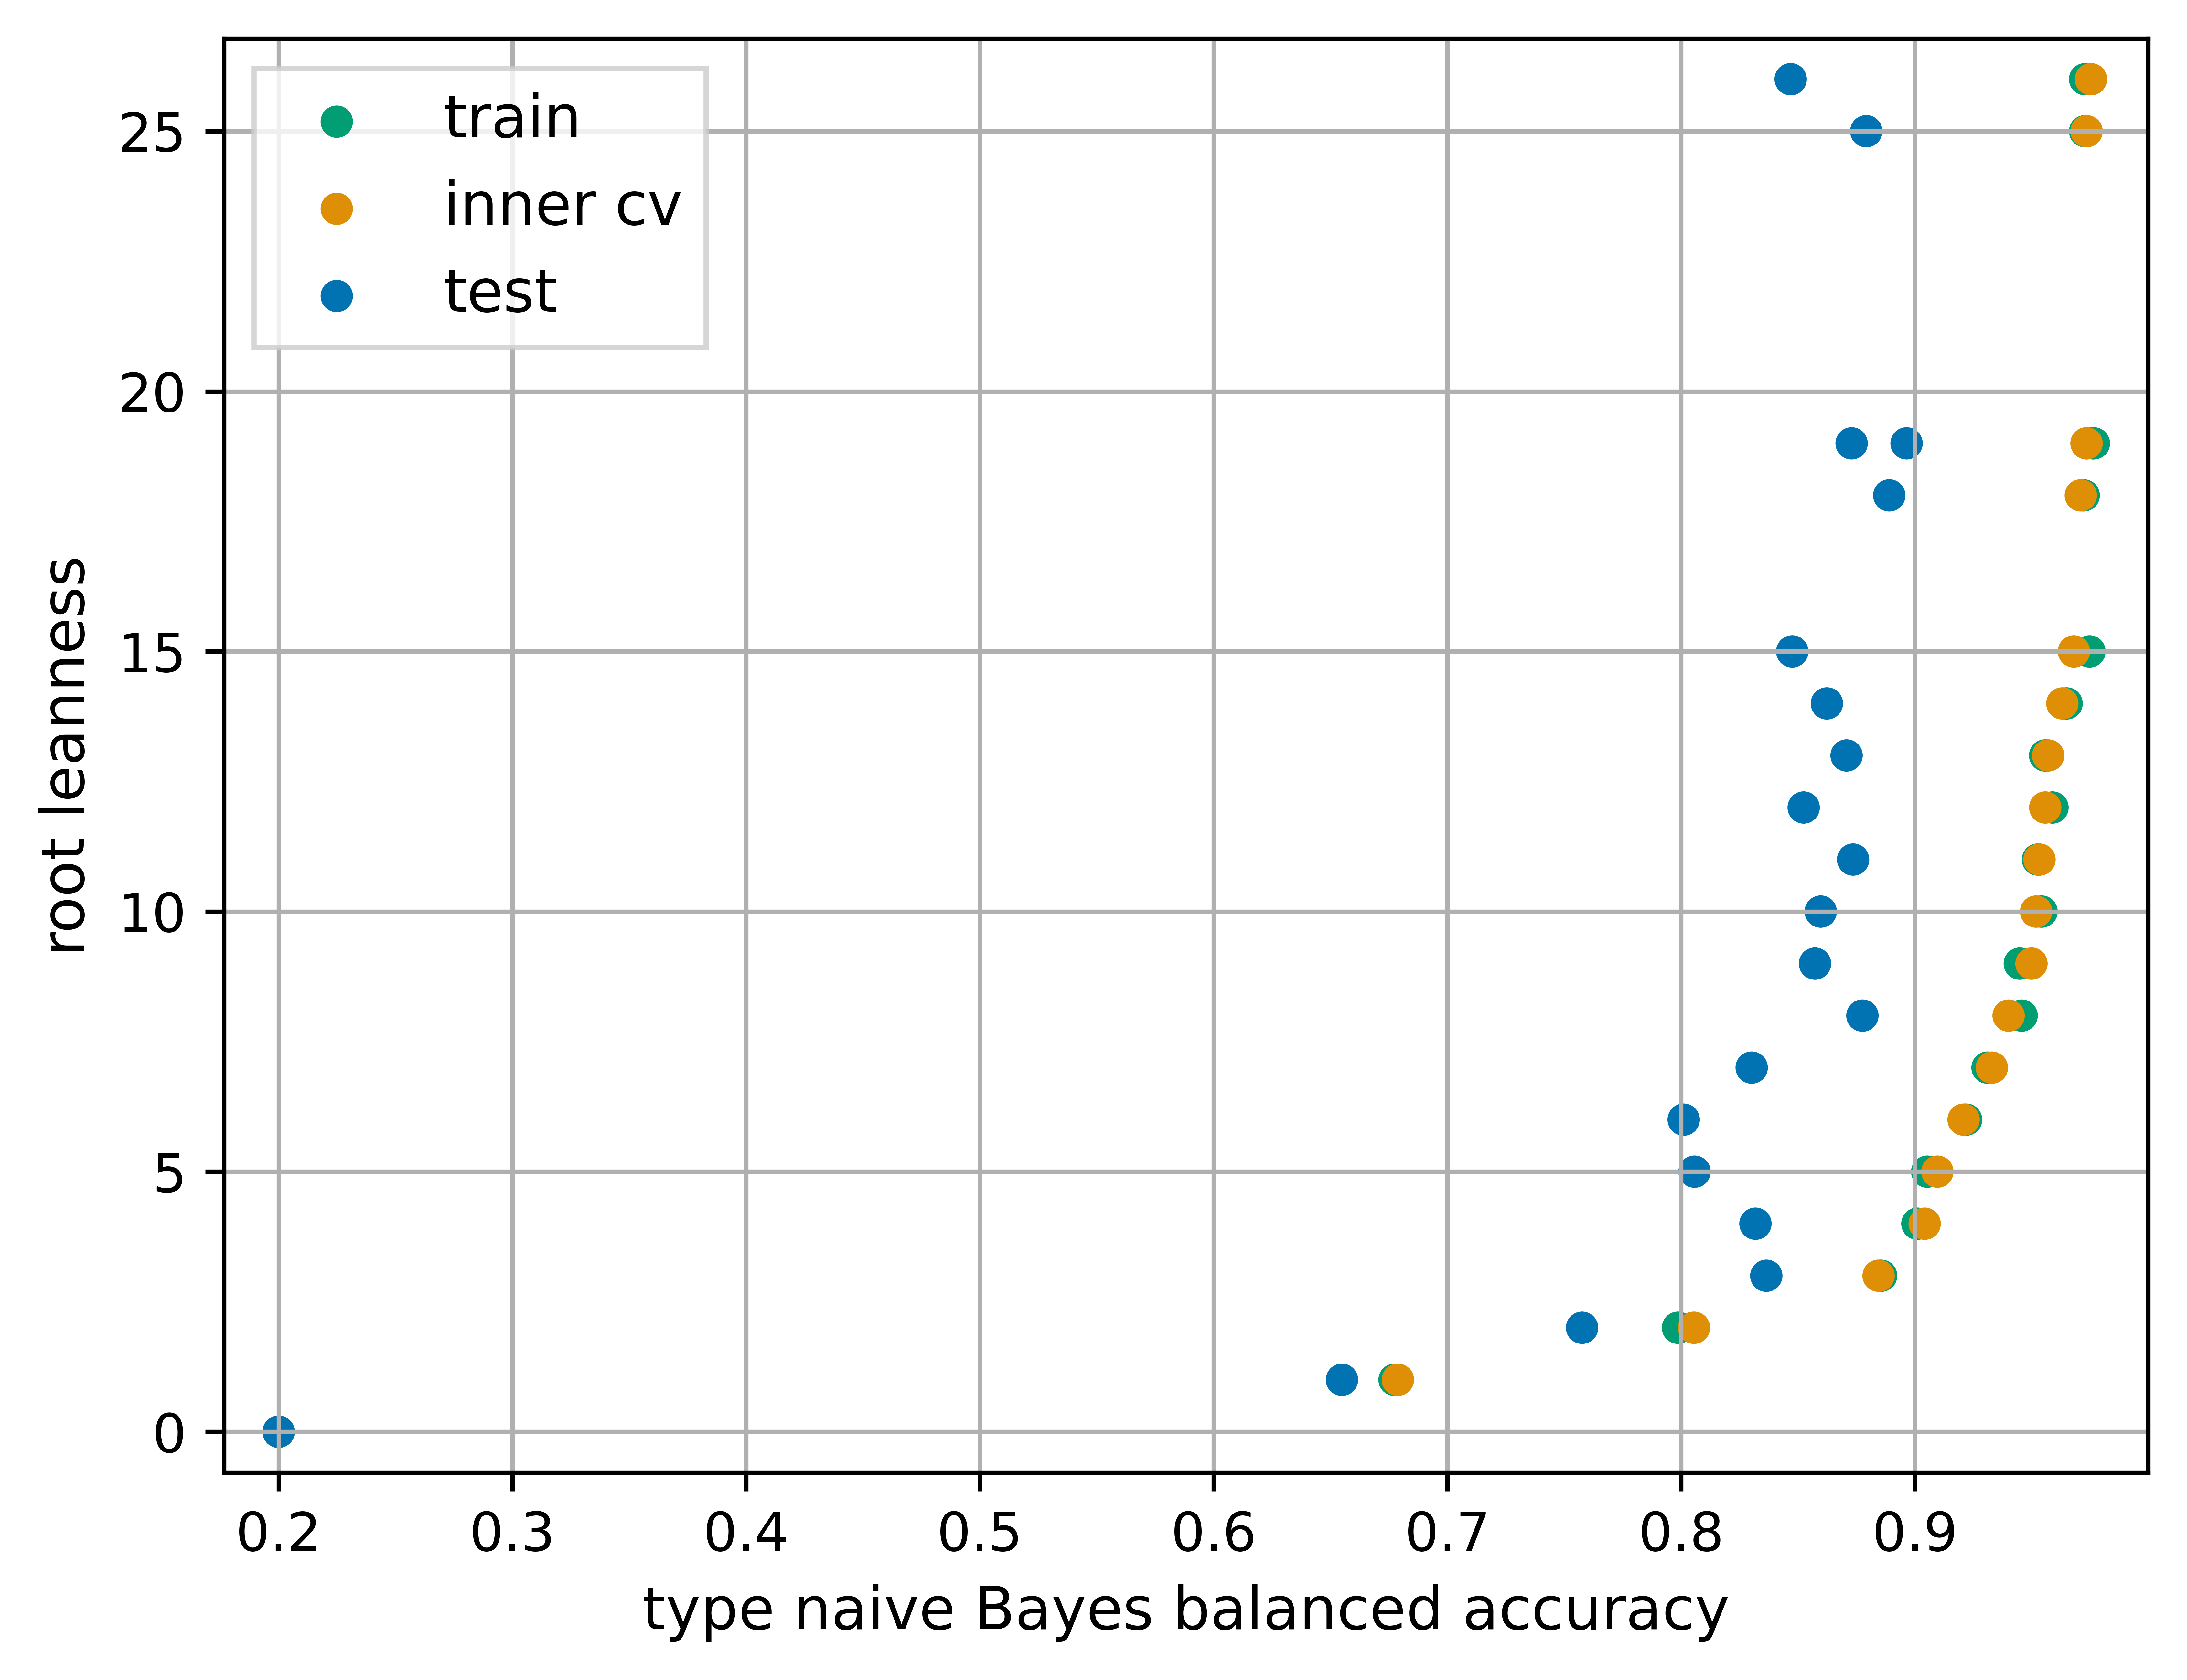 train
inner cv
test
25
20
15
10
5
0
root leanness
0.2 0.3 0.4 0.5 0.6 0.7 0.8 0.9
type naive Bayes balanced accuracy